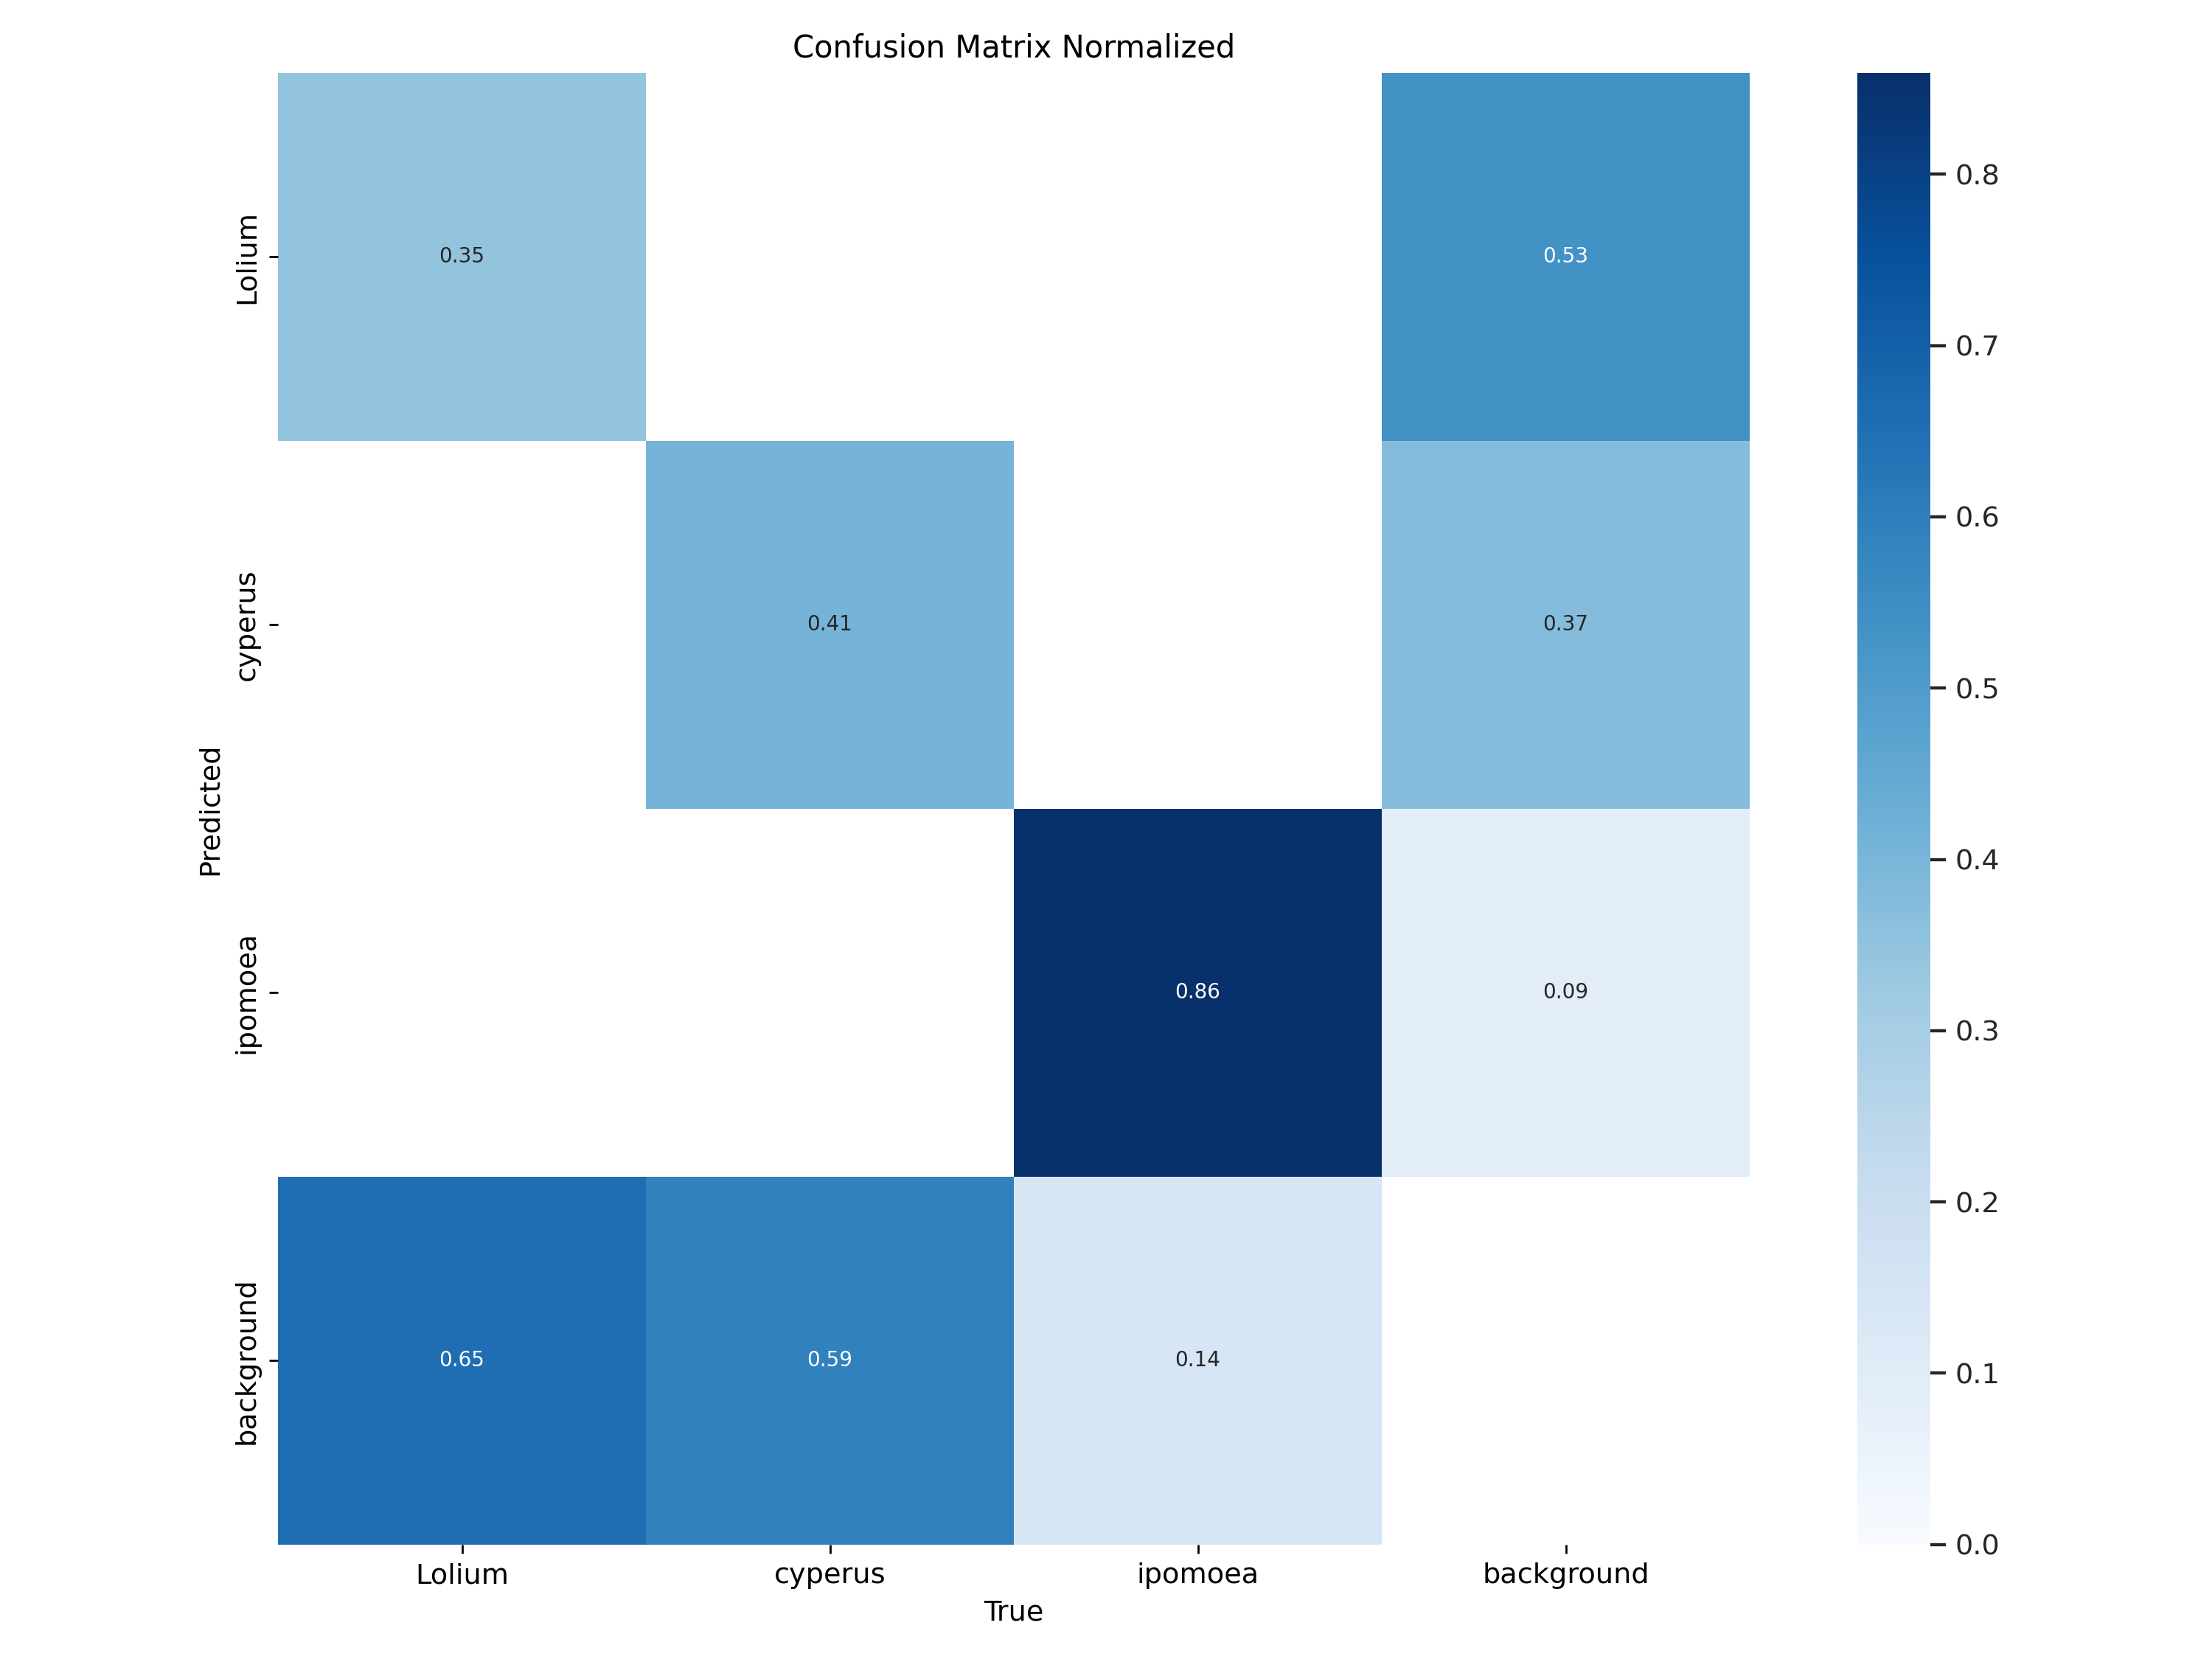 Confusion Matrix Normalized
Lolium
0.35
0.53
cyperus
0.41
0.37
Predicted
ipomoea
0.86
0.09
background
0.65
0.59
0.14
Lolium
cyperus
ipomoea
background
True
0.8
0.7
0.6
0.5
0.4
0.3
0.2
0.1
0.0